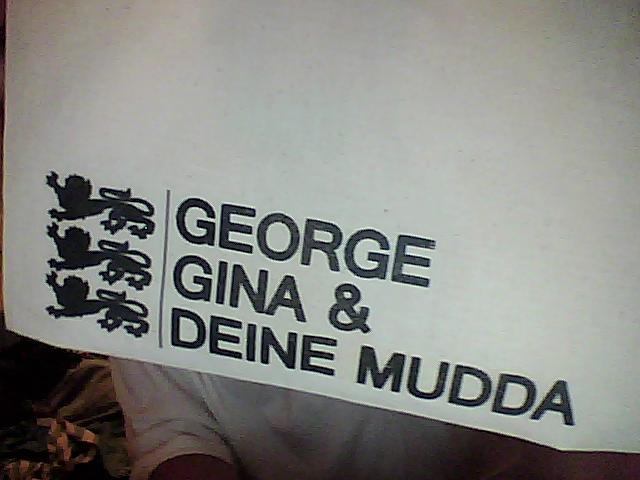 GEORGE
GINA &
DEINE MUDDA